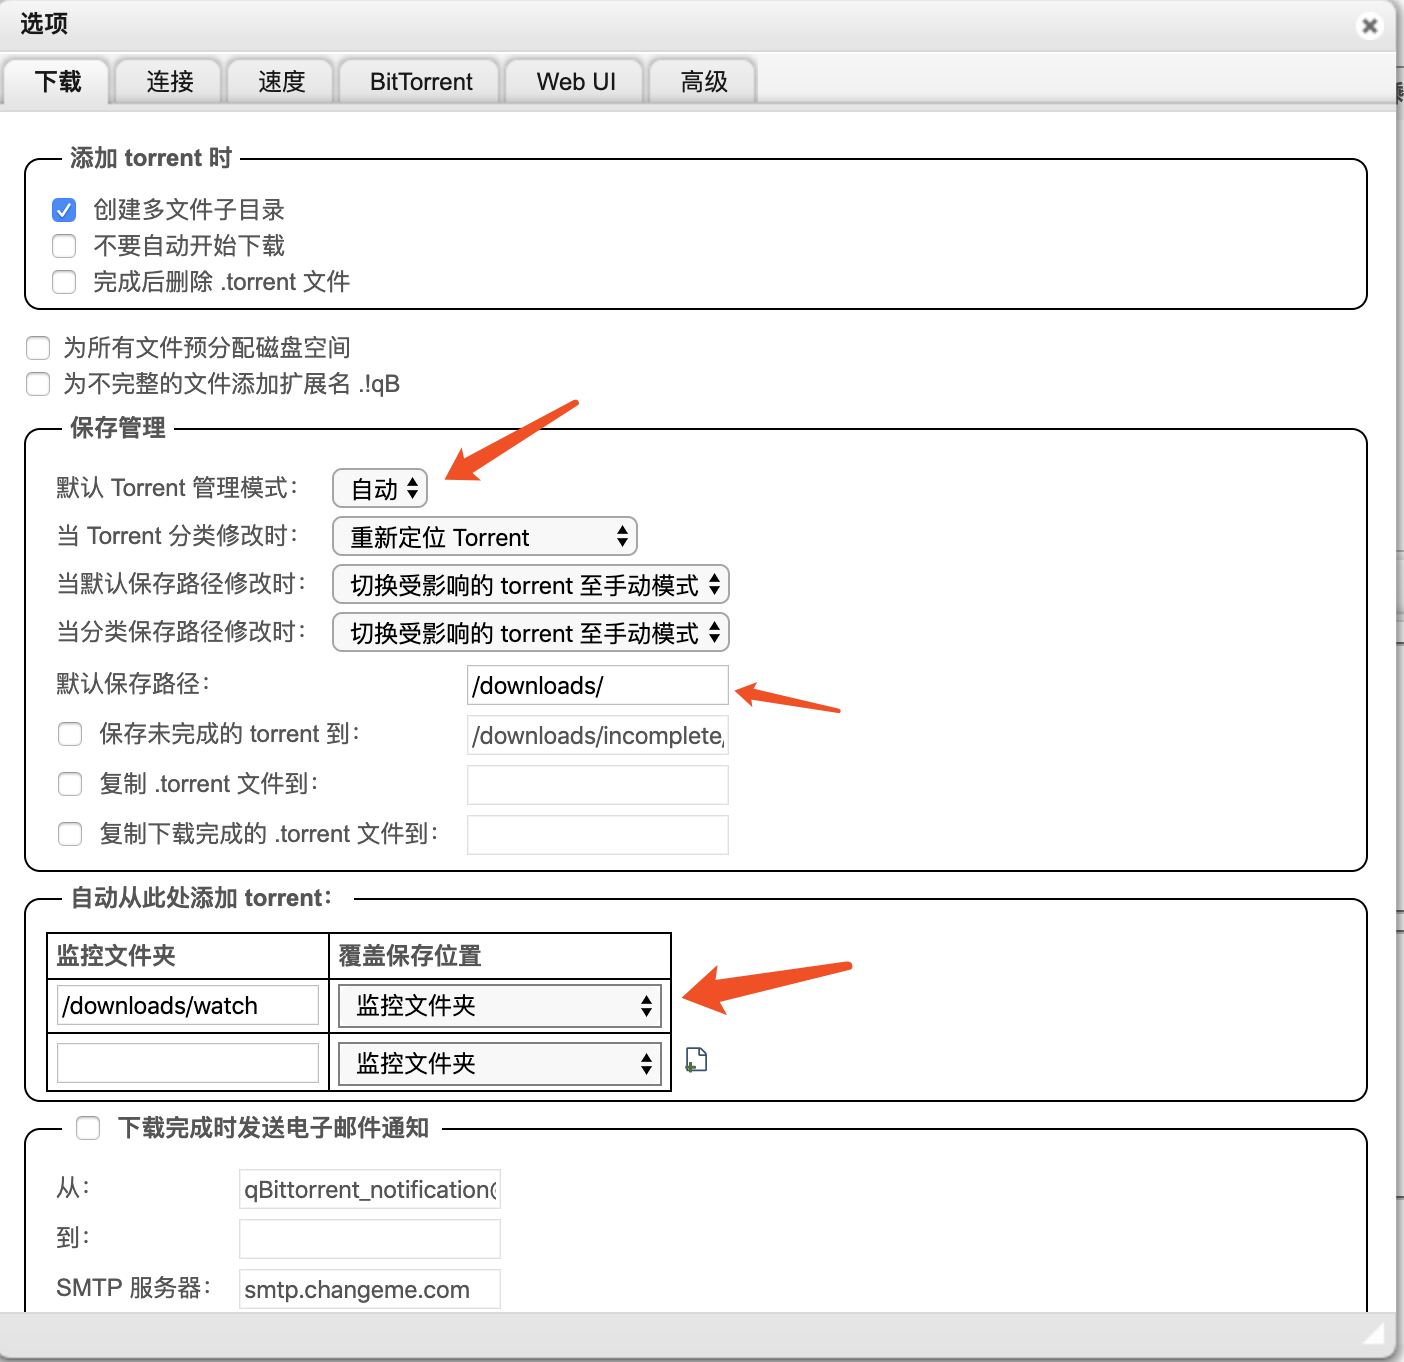 选项
下载 连接 速度 BitTorrent Web UI 高级
添加 torrent 时
创建多文件子目录
不要自动开始下载
完成后删除 .torrent 文件
为所有文件预分配磁盘空间
为不完整的文件添加扩展名 .!qB
保存管理
默认 Torrent 管理模式： 自动
当 Torrent 分类修改时： 重新定位 Torrent
当默认保存路径修改时： 切换受影响的 torrent 至手动模式
当分类保存路径修改时： 切换受影响的 torrent 至手动模式
默认保存路径： /downloads/
保存未完成的 torrent 到： /downloads/incomplete/
复制 .torrent 文件到：
复制下载完成的 .torrent 文件到：
自动从此处添加 torrent：
监控文件夹 覆盖保存位置
/downloads/watch 监控文件夹
监控文件夹
下载完成时发送电子邮件通知
从： qBittorrent_notification@
到：
SMTP 服务器： smtp.changeme.com